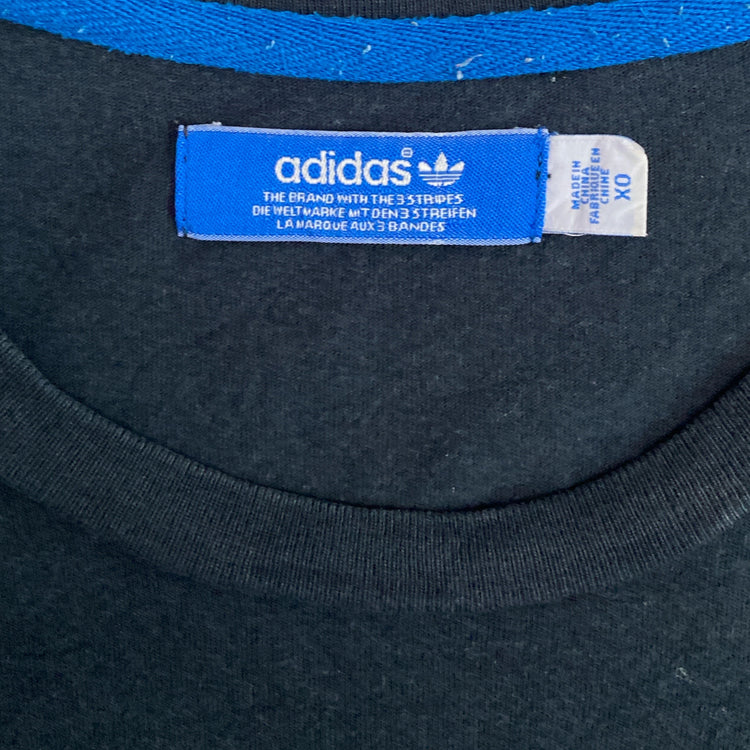 adidas®
THE BRAND WITH THE 3 STRIPES
DIE WELTMARKE MIT DEN 3 STREIFEN
LA MARQUE AUX 3 BANDES
MADE IN
CHINA
FABRIQUE EN
CHINE
XO